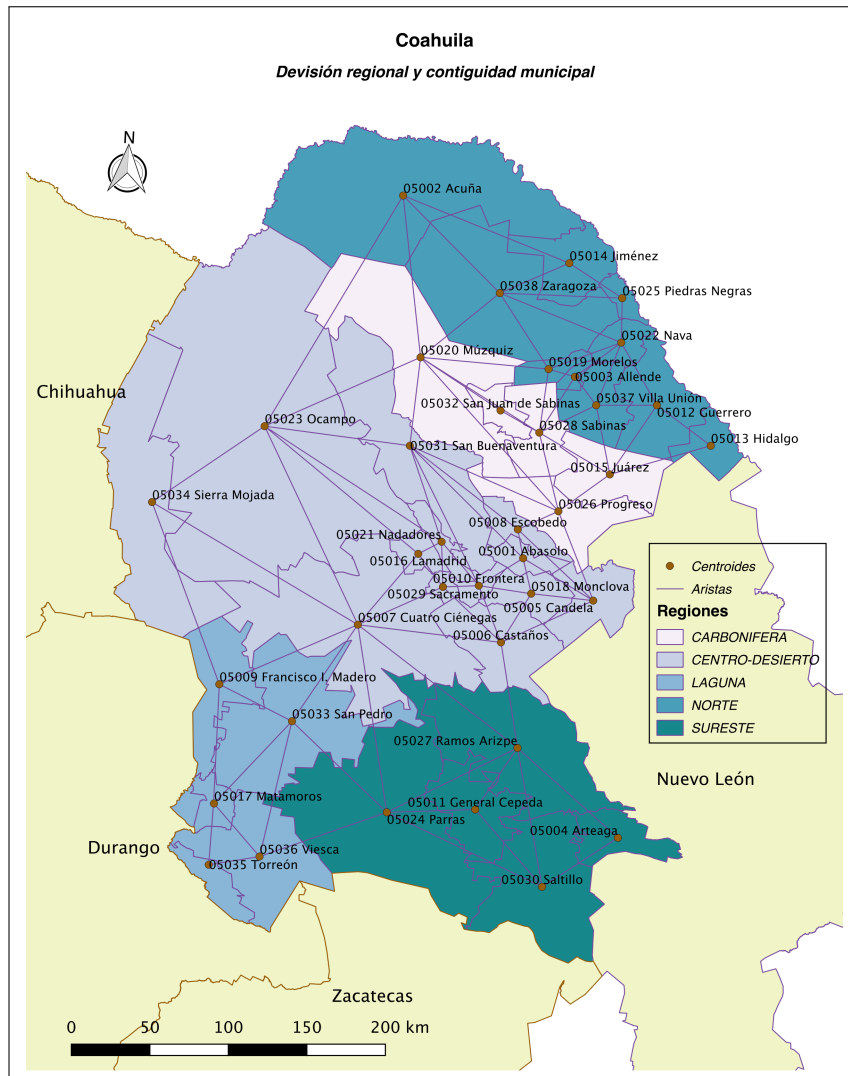 Coahuila
Devisión regional y contiguidad municipal
N
05002 Acuña
05014 Jiménez
05038 Zaragoza
05025 Piedras Negras
05022 Nava
05020 Múzquiz
05019 Morelos
05003 Allende
Chihuahua
05037 Villa Unión
05032 San Juan de Sabinas
05012 Guerrero
05023 Ocampo
05028 Sabinas
05013 Hidalgo
05031 San Buenaventura
05015 Juárez
05034 Sierra Mojada
05026 Progreso
05008 Escobedo
05021 Nadadores
05001 Abasolo
05016 Lamadrid
05010 Frontera
05018 Monclova
05029 Sacramento
05005 Candela
05007 Cuatro Ciénegas
05006 Castaños
Centroides
Aristas
Regiones
CARBONIFERA
CENTRO-DESIERTO
LAGUNA
NORTE
SURESTE
05009 Francisco I. Madero
05033 San Pedro
05027 Ramos Arizpe
Nuevo León
05017 Matamoros
05011 General Cepeda
05024 Parras
05004 Arteaga
Durango
05036 Viesca
05035 Torreón
05030 Saltillo
Zacatecas
0 50 100 150 200 km